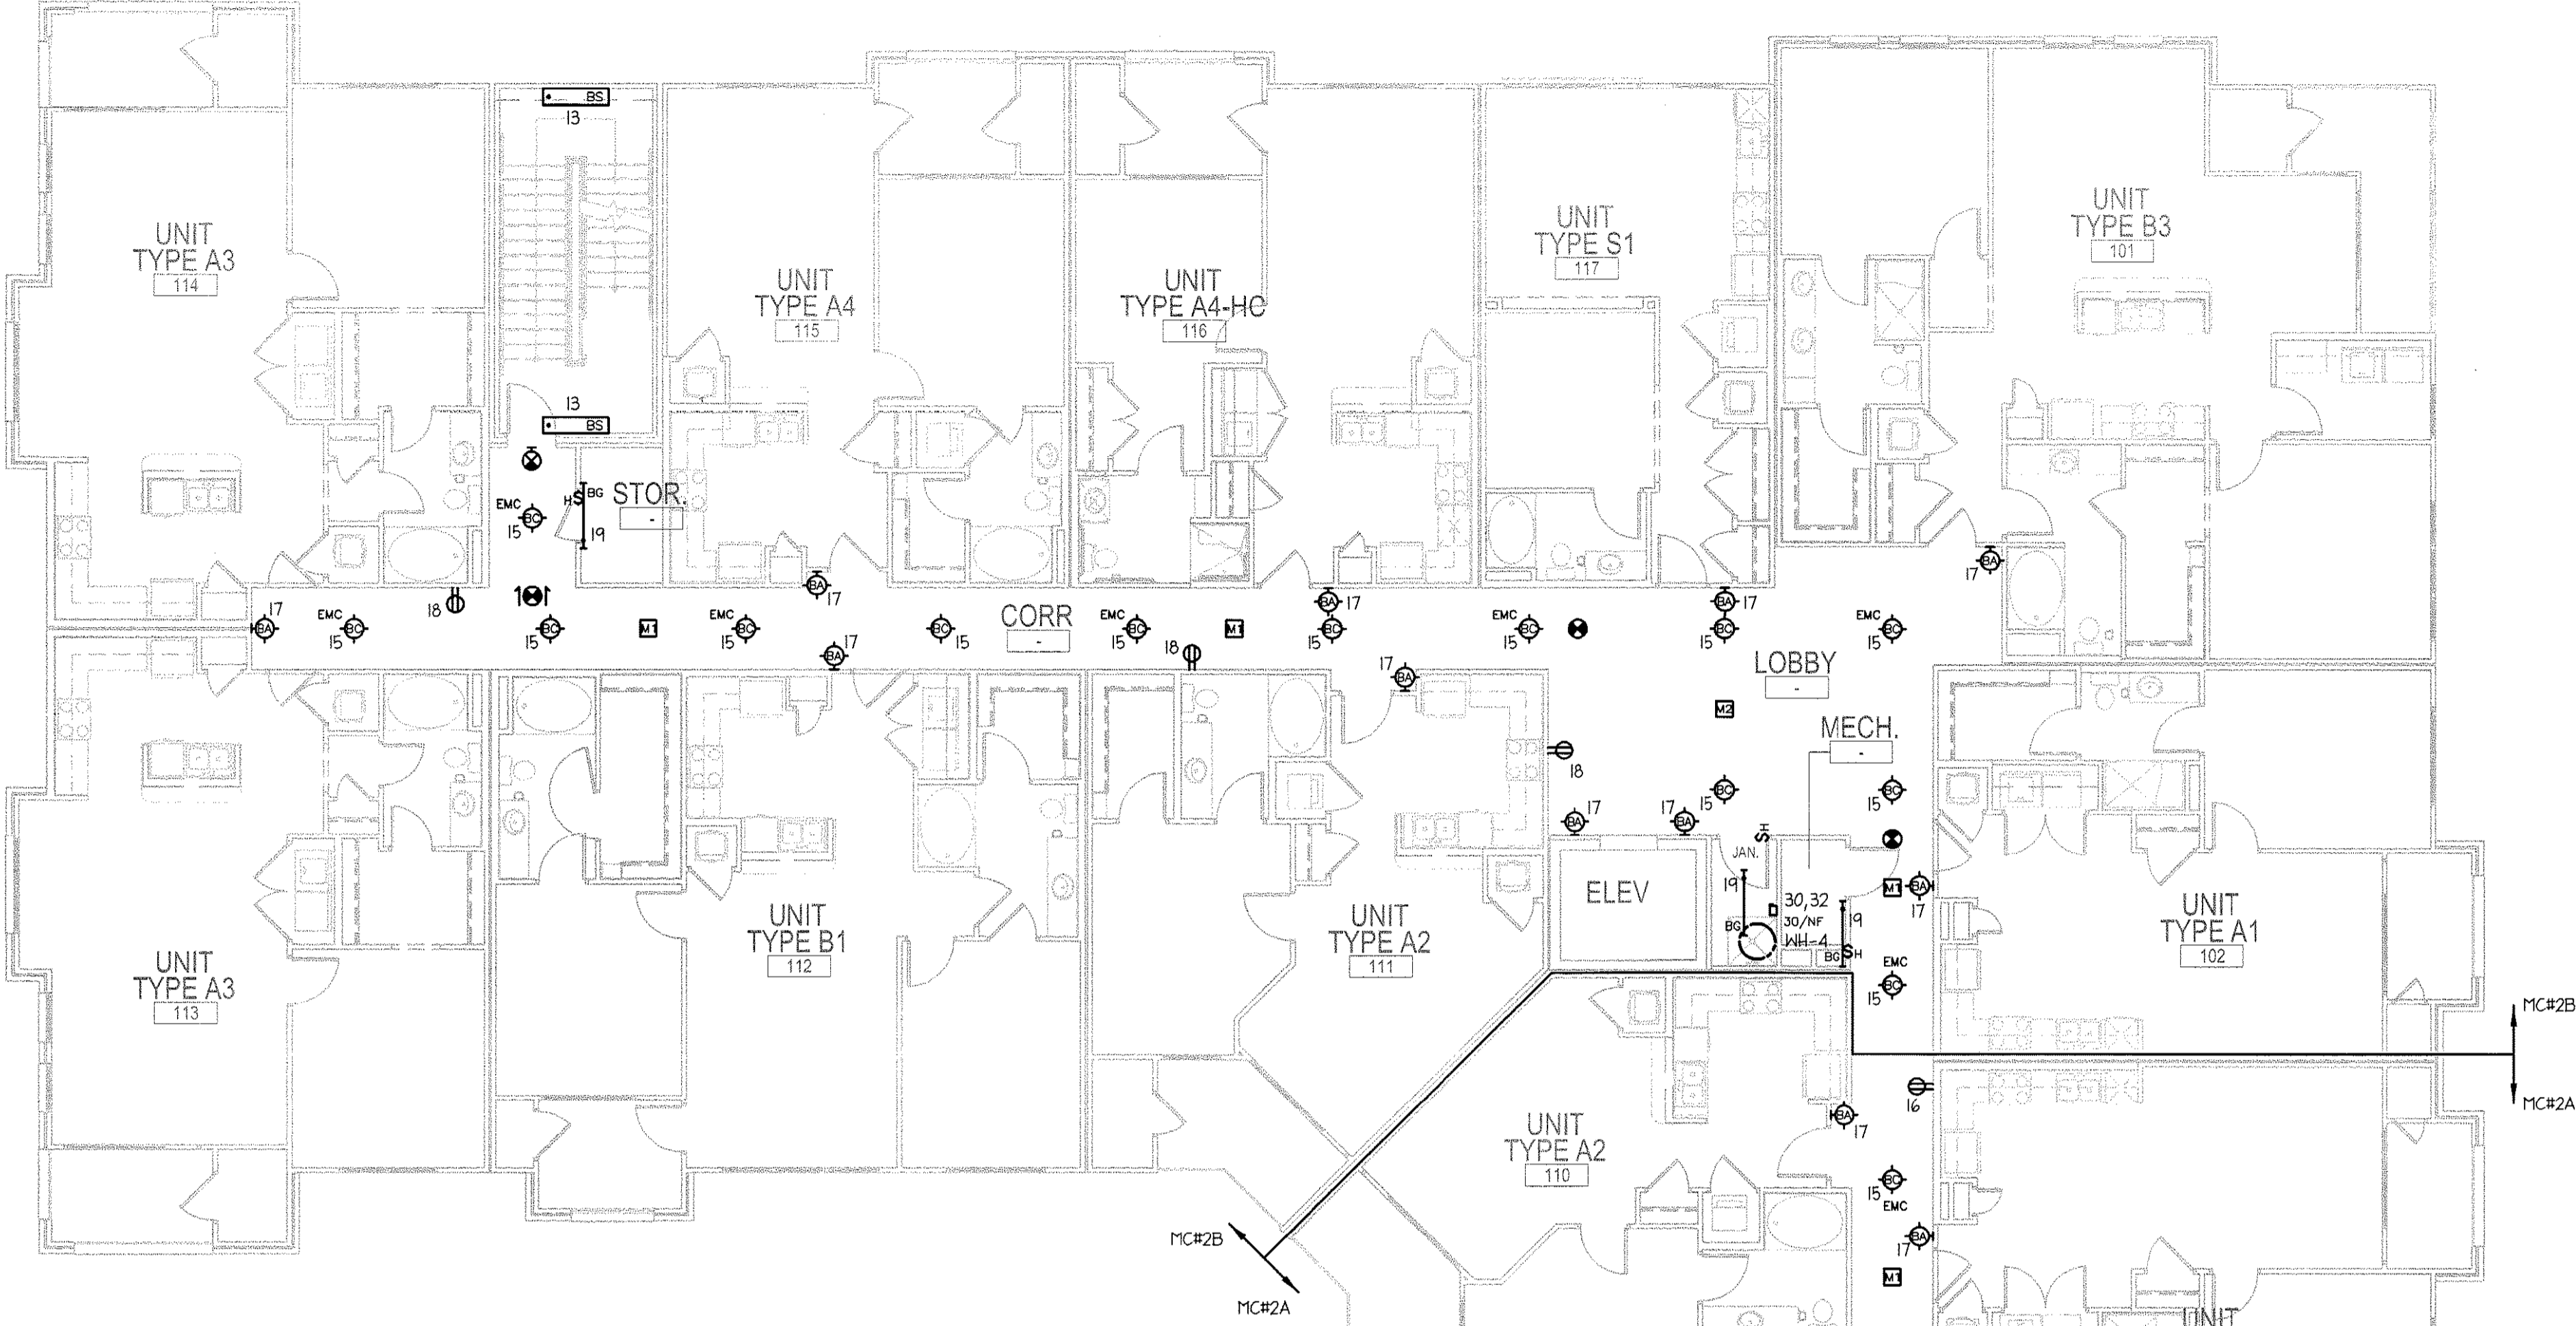 BS
13
UNIT
TYPE A3
114
UNIT
TYPE A4
115
UNIT
TYPE A4-HC
116
UNIT
TYPE S1
117
UNIT
TYPE B3
101
13
BS
EMC
BC
15
H S
BG
STOR.
-
19
17
BA
EMC
BC
15
18
BC
15
M1
EMC
BC
15
BA
17
17
BA
BC
15
CORR
-
EMC
BC
15
M1
18
BA
17
BC
15
17
BA
EMC
BC
15
BA
17
BC
15
BA
17
EMC
BC
15
LOBBY
-
M2
MECH.
-
18
17
BA
17
BA
BC
15
BC
15
S H
JAN.
ELEV
19
BG
30,32
30/NF
WH-4
19
BG
S H
M1
BA
17
UNIT
TYPE A3
113
UNIT
TYPE B1
112
UNIT
TYPE A2
111
UNIT
TYPE A1
102
EMC
BC
15
MC#2B
MC#2A
16
BA
17
UNIT
TYPE A2
110
BC
15
EMC
BA
17
M1
MC#2B
MC#2A
UNIT